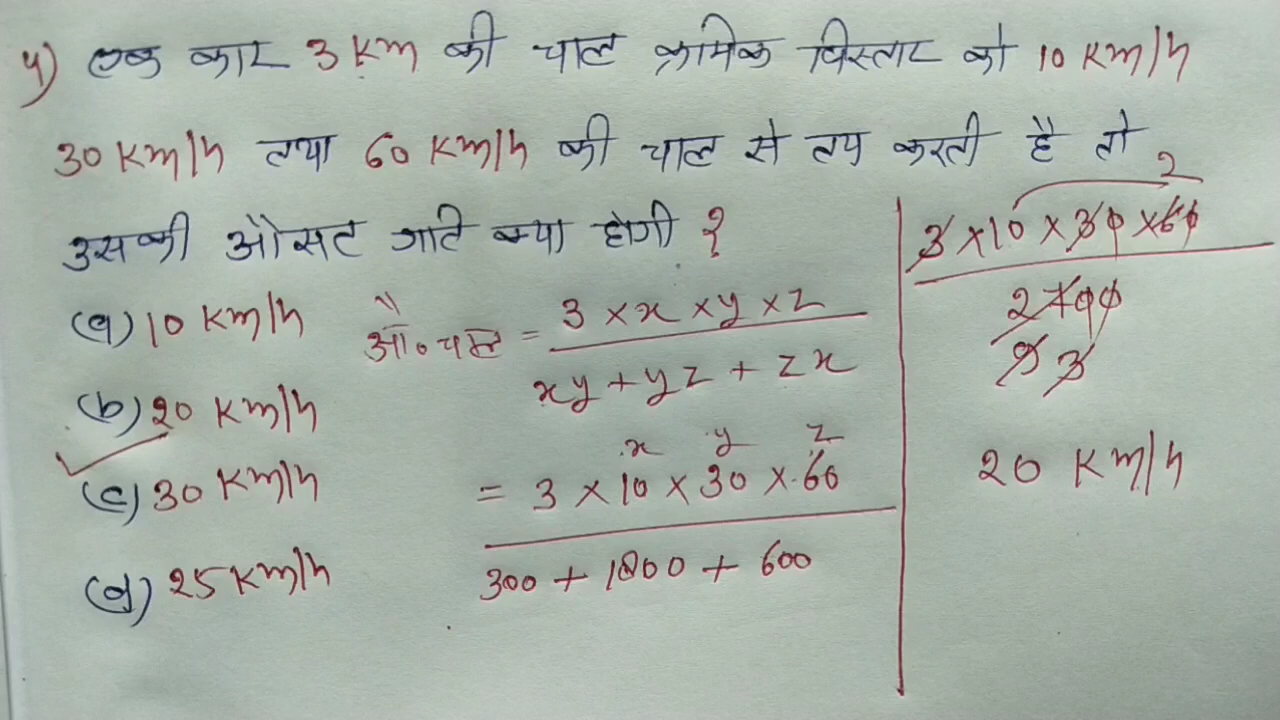 ५) एक कार 3 Km की चाल क्रमिक विस्तार को 10 Km/h
30 Km/h तथा 60 Km/h की चाल से तय करती है तो
उसकी औसत गति क्या होगी ?
(a) 10 Km/h
(b) 20 Km/h
(c) 30 Km/h
(d) 25 Km/h
औ॰ चाल = 3 × x × y × z
xy + yz + zx
x y z
= 3 × 10 × 30 × 60
300 + 1800 + 600
2
3 × 10 × 30 × 60
2700
9 3
20 Km/h